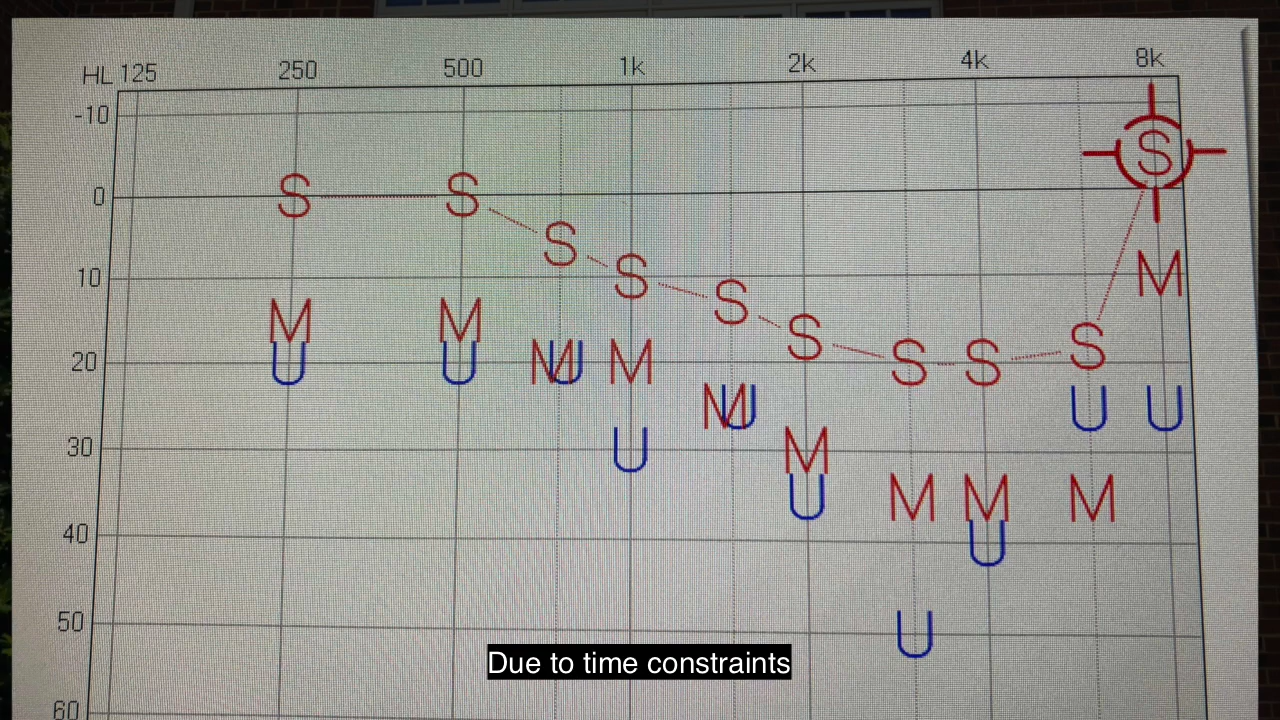 HL 125 250 500 1k 2k 4k 8k
-10
S
0 S S
S
10 S M
S
M M S
20 U U M U M S S S
M U U U
30 U M
U M M M
40 U
50 U
Due to time constraints
60